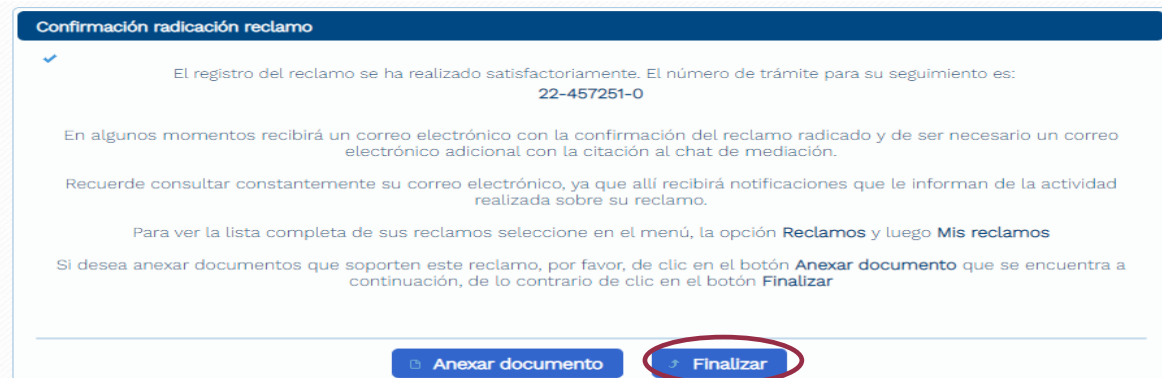 Confirmación radicación reclamo
El registro del reclamo se ha realizado satisfactoriamente. El número de trámite para su seguimiento es:
22-457251-0
En algunos momentos recibirá un correo electrónico con la confirmación del reclamo radicado y de ser necesario un correo
electrónico adicional con la citación al chat de mediación.
Recuerde consultar constantemente su correo electrónico, ya que allí recibirá notificaciones que le informan de la actividad
realizada sobre su reclamo.
Para ver la lista completa de sus reclamos seleccione en el menú, la opción Reclamos y luego Mis reclamos
Si desea anexar documentos que soporten este reclamo, por favor, de clic en el botón Anexar documento que se encuentra a
continuación, de lo contrario de clic en el botón Finalizar
Anexar documento Finalizar